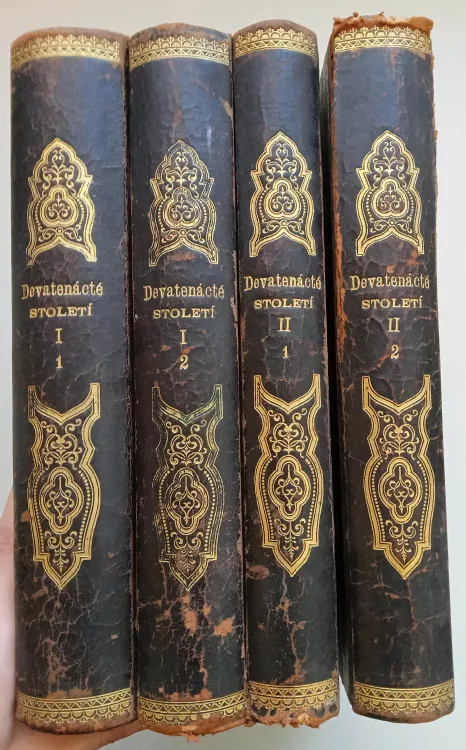 Devatenácté
STOLETÍ
I
1
Devatenácté
STOLETÍ
I
2
Devatenácté
STOLETÍ
II
1
Devatenácté
STOLETÍ
II
2